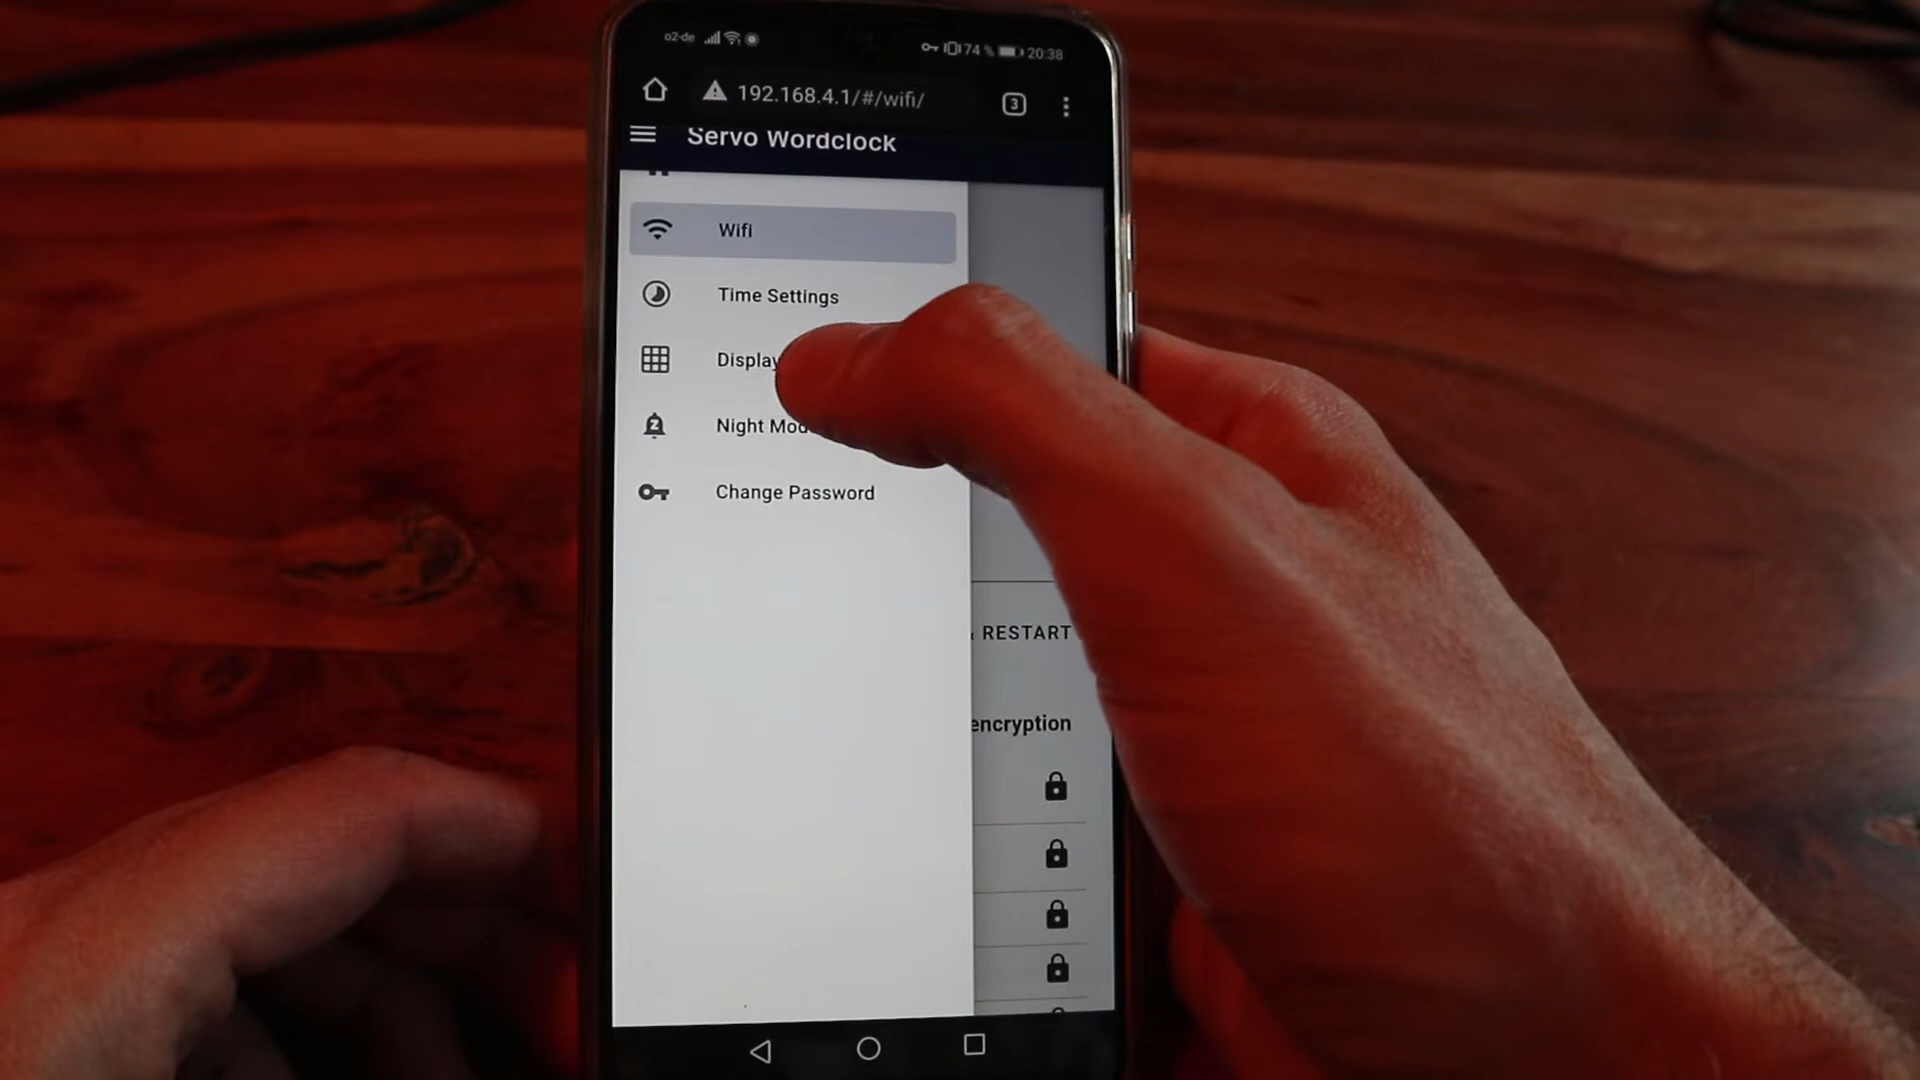 o2-de 74 % 20:38
192.168.4.1/#/wifi/ 3
Servo Wordclock
Wifi
Time Settings
Display
Night Mod
Change Password
RESTART
encryption